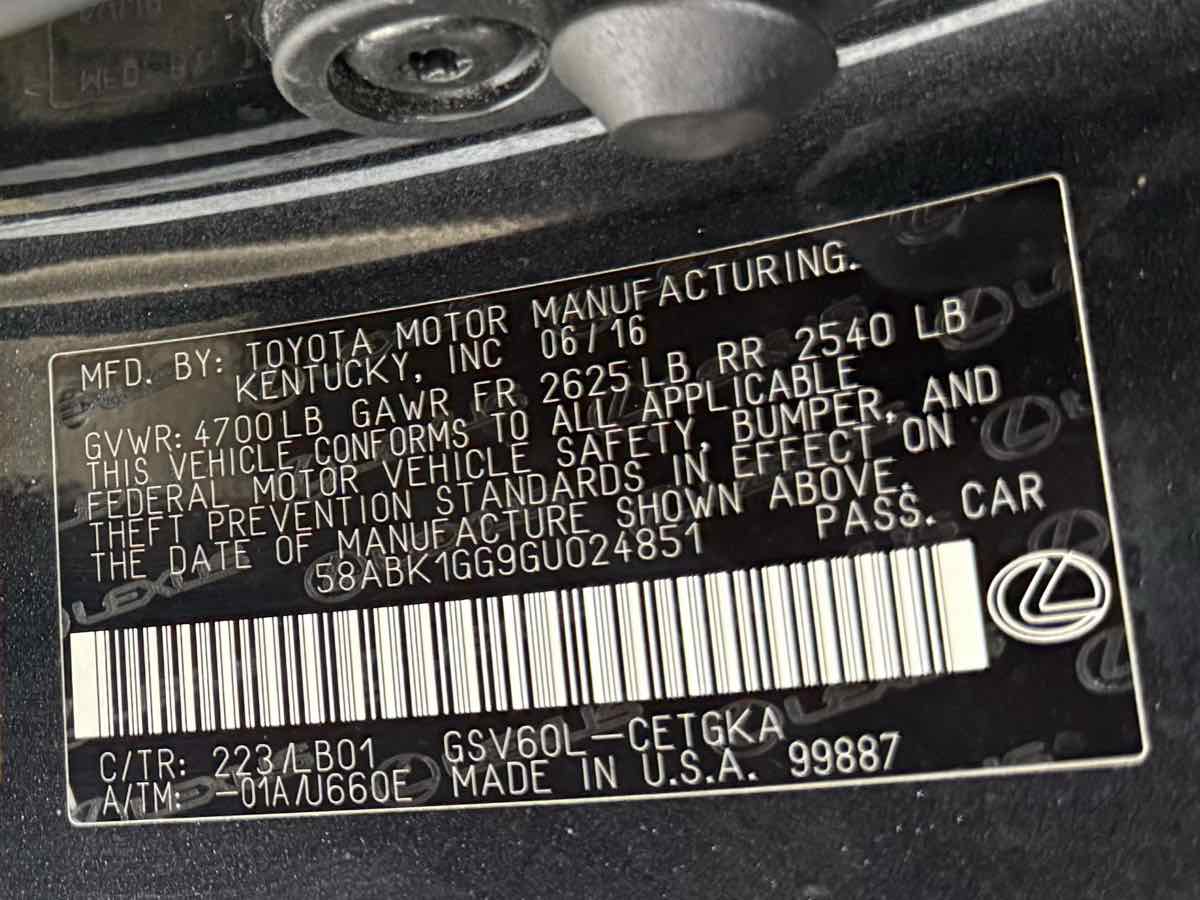 MFD. BY: TOYOTA MOTOR MANUFACTURING.
KENTUCKY, INC 06/16
GVWR: 4700LB GAWR FR 2625LB RR 2540 LB
THIS VEHICLE CONFORMS TO ALL APPLICABLE
FEDERAL MOTOR VEHICLE SAFETY, BUMPER, AND
THEFT PREVENTION STANDARDS IN EFFECT ON
THE DATE OF MANUFACTURE SHOWN ABOVE.
58ABK1GG9GU024851 PASS. CAR
LEXUS
C/TR: 223/LB01 GSV60L-CETGKA
A/TM: -01A/U660E MADE IN U.S.A. 99887